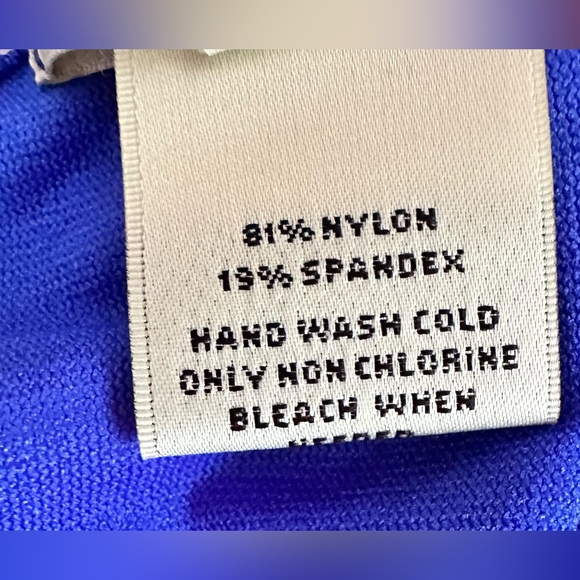 81% NYLON
19% SPANDEX
HAND WASH COLD
ONLY NON CHLORINE
BLEACH WHEN